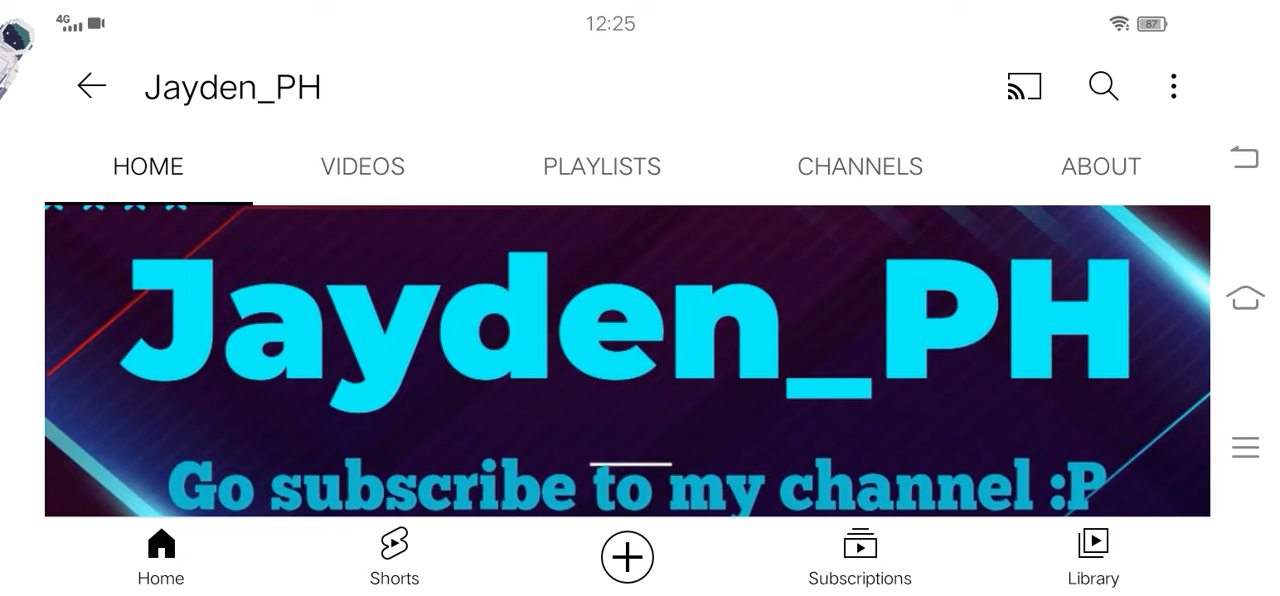 4G
12:25
87
Jayden_PH
HOME VIDEOS PLAYLISTS CHANNELS ABOUT
Jayden_PH
Go subscribe to my channel :P
Home Shorts Subscriptions Library